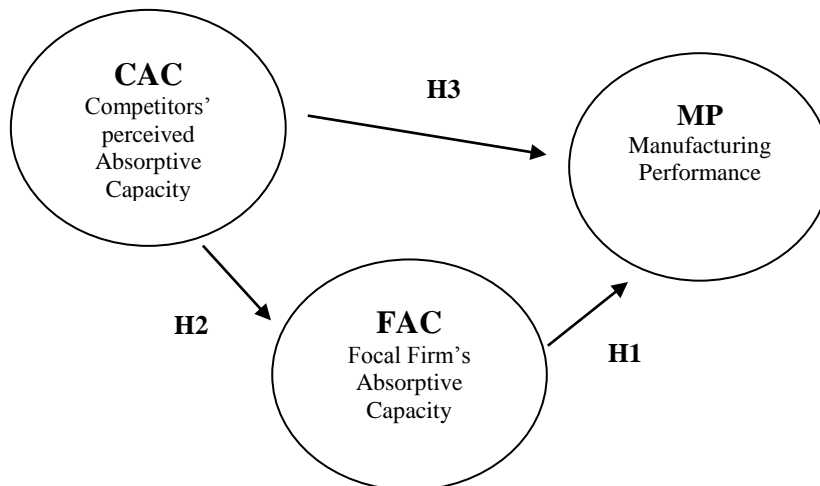 CAC
Competitors’
perceived
Absorptive
Capacity
H3
MP
Manufacturing
Performance
H2
FAC
Focal Firm’s
Absorptive
Capacity
H1